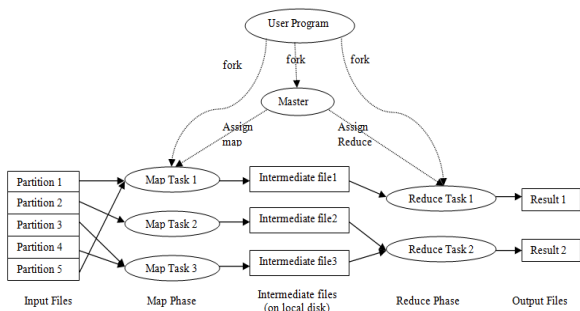 User Program
fork
fork
fork
Master
Assign
map
Assign
Reduce
Partition 1
Partition 2
Partition 3
Partition 4
Partition 5
Map Task 1
Map Task 2
Map Task 3
Intermediate file1
Intermediate file2
Intermediate file3
Reduce Task 1
Reduce Task 2
Result 1
Result 2
Input Files
Map Phase
Intermediate files
(on local disk)
Reduce Phase
Output Files